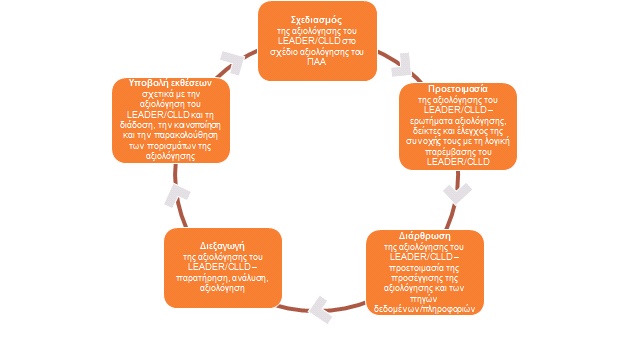 Σχεδιασμός
της αξιολόγησης του
LEADER/CLLD στο
σχέδιο αξιολόγησης του
ΠΑΑ
Προετοιμασία
της αξιολόγησης του
LEADER/CLLD –
ερωτήματα αξιολόγησης,
δείκτες και έλεγχος της
συνοχής τους με τη λογική
παρέμβασης του
LEADER/CLLD
Διάρθρωση
της αξιολόγησης του
LEADER/CLLD –
προετοιμασία της
προσέγγισης της
αξιολόγησης και των
πηγών
δεδομένων/πληροφοριών
Διεξαγωγή
της αξιολόγησης του
LEADER/CLLD –
παρατήρηση, ανάλυση,
αξιολόγηση
Υποβολή εκθέσεων
σχετικά με την
αξιολόγηση του
LEADER/CLLD και τη
διάδοση, την κοινοποίηση
και την παρακολούθηση
των πορισμάτων της
αξιολόγησης